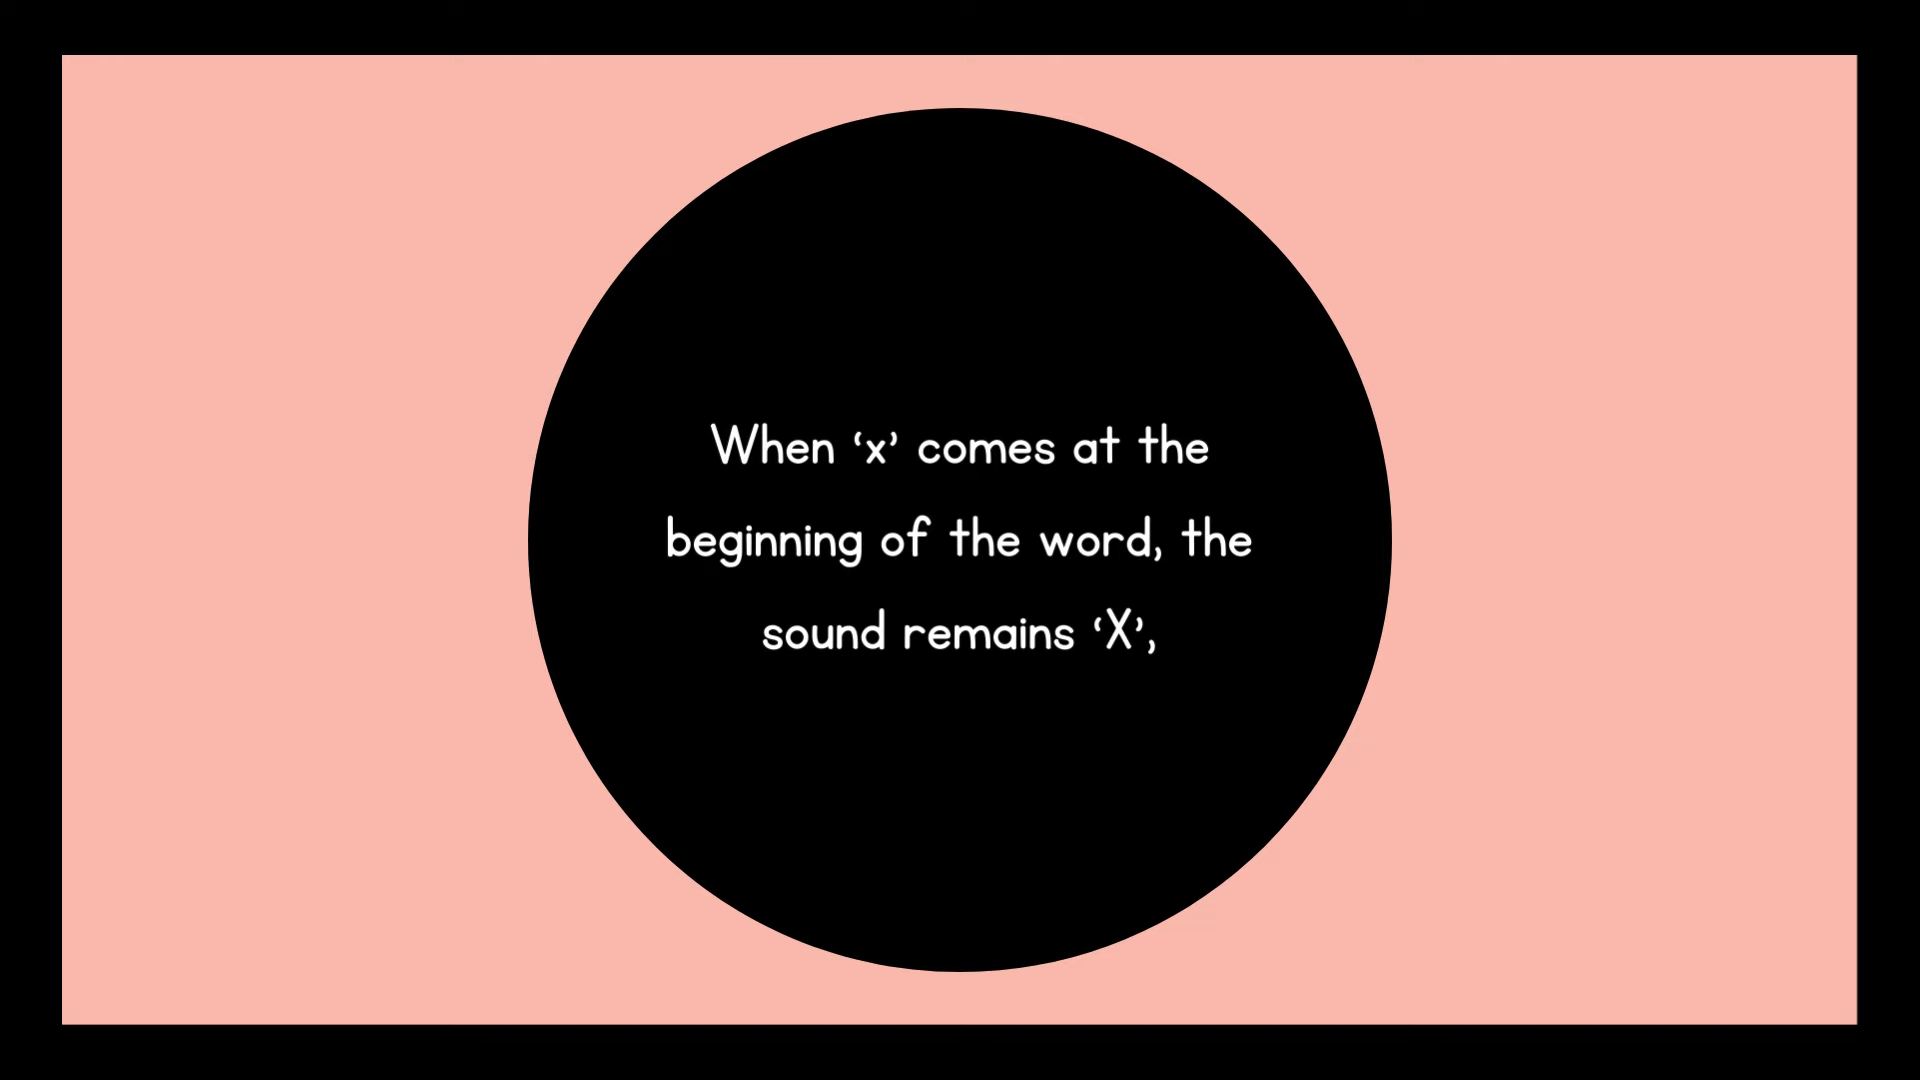 When ‘x’ comes at the
beginning of the word, the
sound remains ‘X’,